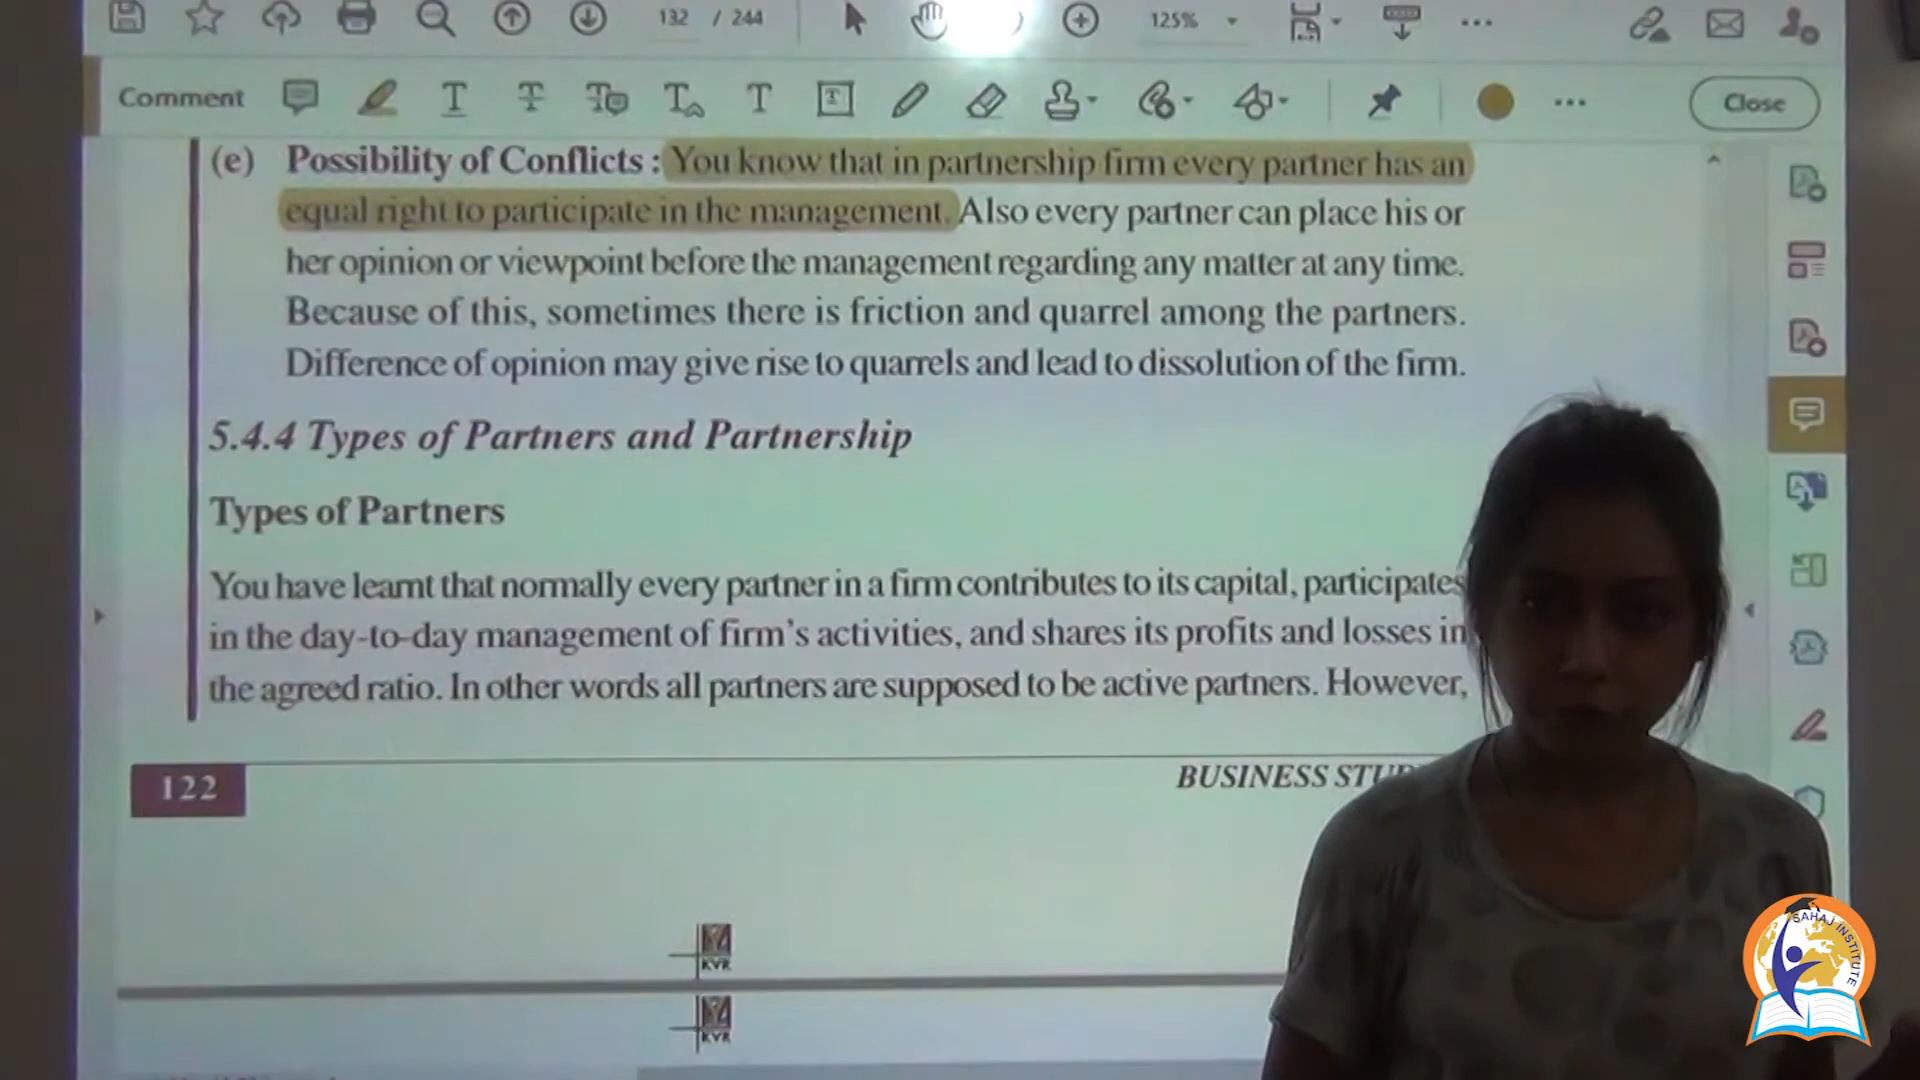 132 / 244
125%
Comment
Close
(e) Possibility of Conflicts : You know that in partnership firm every partner has an
equal right to participate in the management. Also every partner can place his or
her opinion or viewpoint before the management regarding any matter at any time.
Because of this, sometimes there is friction and quarrel among the partners.
Difference of opinion may give rise to quarrels and lead to dissolution of the firm.
5.4.4 Types of Partners and Partnership
Types of Partners
You have learnt that normally every partner in a firm contributes to its capital, participates
in the day-to-day management of firm's activities, and shares its profits and losses in
the agreed ratio. In other words all partners are supposed to be active partners. However,
122
BUSINESS
KVR
KVR
SAHAJ INSTITUTE